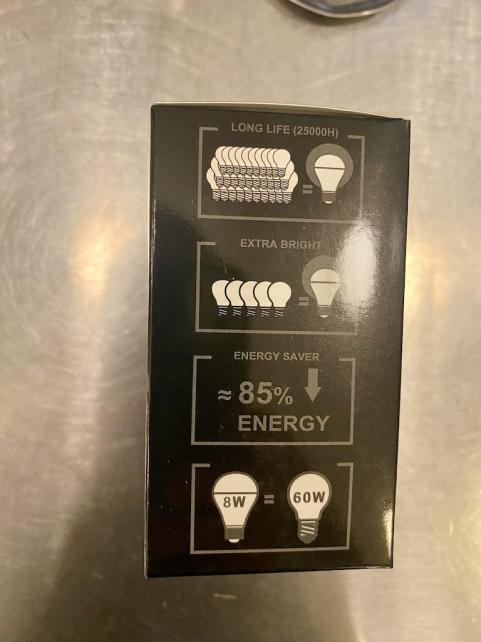 LONG LIFE (25000H)
=
EXTRA BRIGHT
=
ENERGY SAVER
≈ 85% ↓
ENERGY
8W = 60W